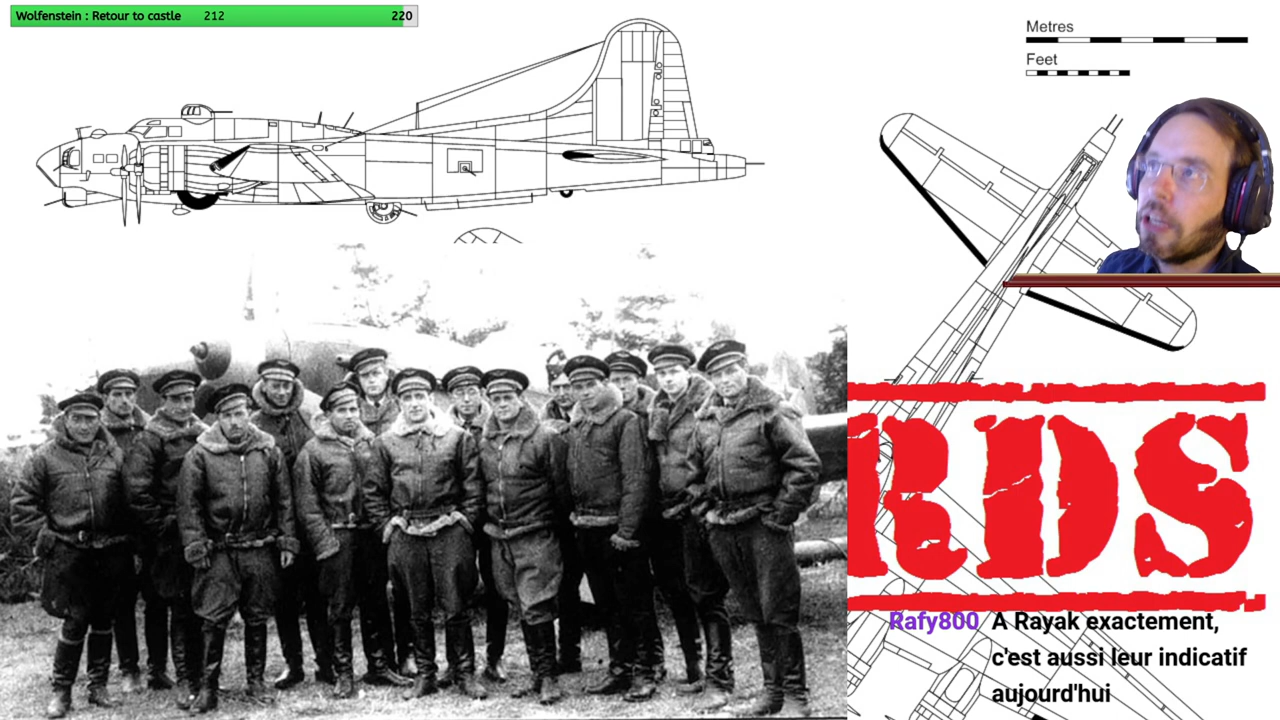 Wolfenstein : Retour to castle 212 220
Metres
Feet
RDS
Rafy800 A Rayak exactement,
c'est aussi leur indicatif
aujourd'hui